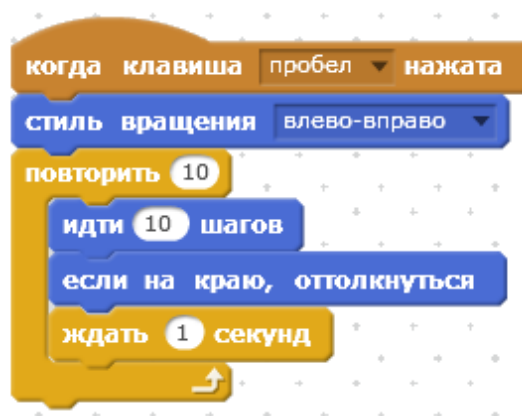 когда клавиша пробел нажата
стиль вращения влево-вправо
повторить 10
идти 10 шагов
если на краю, оттолкнуться
ждать 1 секунд